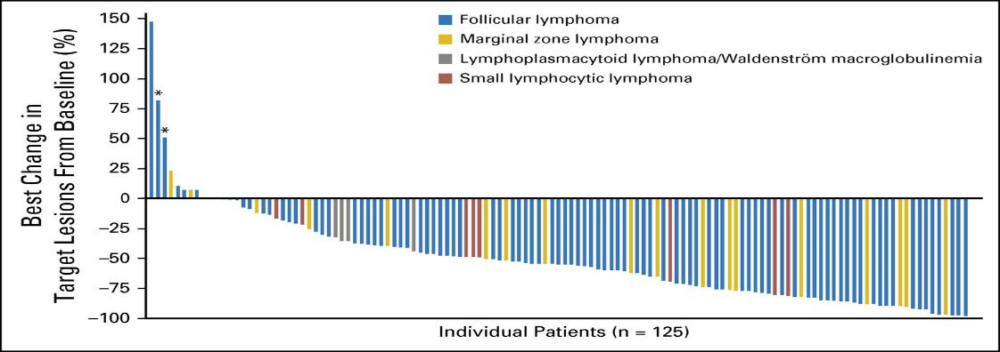 150
125
100
75
50
25
0
−25
−50
−75
−100
Best Change in
Target Lesions From Baseline (%)
*
*
Follicular lymphoma
Marginal zone lymphoma
Lymphoplasmacytoid lymphoma/Waldenström macroglobulinemia
Small lymphocytic lymphoma
Individual Patients (n = 125)